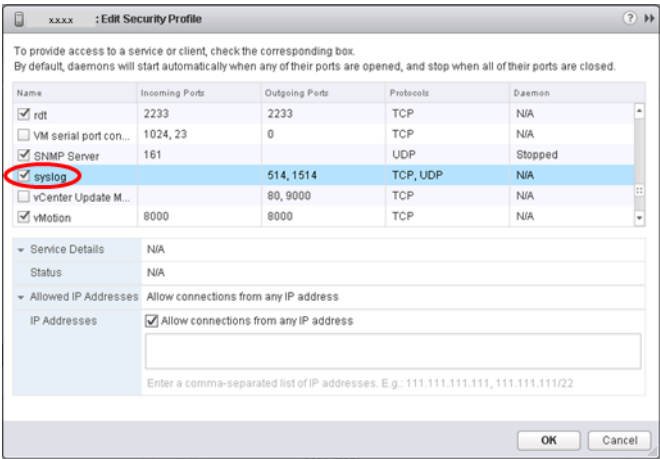 x.x.x.x : Edit Security Profile ?
To provide access to a service or client, check the corresponding box.
By default, daemons will start automatically when any of their ports are opened, and stop when all of their ports are closed.
Name Incoming Ports Outgoing Ports Protocols Daemon
rdt 2233 2233 TCP N/A
VM serial port con... 1024, 23 0 TCP N/A
SNMP Server 161 UDP Stopped
syslog 514, 1514 TCP, UDP N/A
vCenter Update M... 80, 9000 TCP N/A
vMotion 8000 8000 TCP N/A
Service Details N/A
Status N/A
Allowed IP Addresses Allow connections from any IP address
IP Addresses Allow connections from any IP address
Enter a comma-separated list of IP addresses. E.g.: 111.111.111.111, 111.111.111/22
OK Cancel